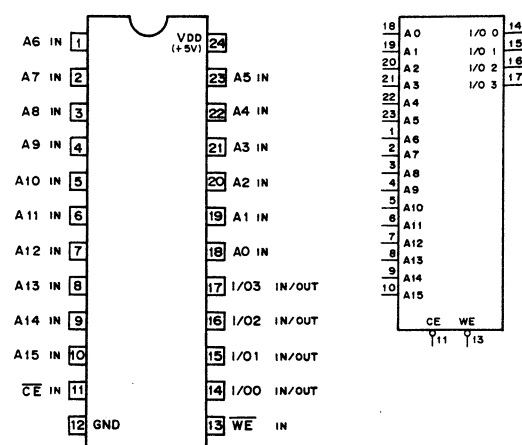 A6 IN 1 VDD (+5V) 24
A7 IN 2 23 A5 IN
A8 IN 3 22 A4 IN
A9 IN 4 21 A3 IN
A10 IN 5 20 A2 IN
A11 IN 6 19 A1 IN
A12 IN 7 18 A0 IN
A13 IN 8 17 I/O3 IN/OUT
A14 IN 9 16 I/O2 IN/OUT
A15 IN 10 15 I/O1 IN/OUT
CE IN 11 14 I/O0 IN/OUT
12 GND 13 WE IN
18 A0 I/O 0 14
19 A1 I/O 1 15
20 A2 I/O 2 16
21 A3 I/O 3 17
22 A4
23 A5
1 A6
2 A7
3 A8
4 A9
5 A10
6 A11
7 A12
8 A13
9 A14
10 A15
CE WE
11 13